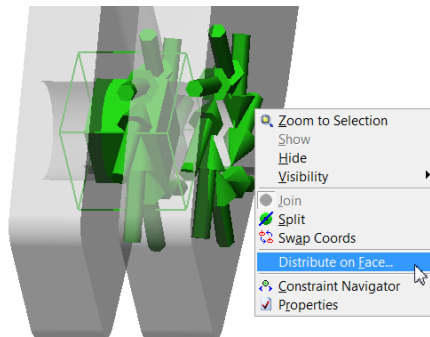 Zoom to Selection
Show
Hide
Visibility
Join
Split
Swap Coords
Distribute on Face...
Constraint Navigator
Properties